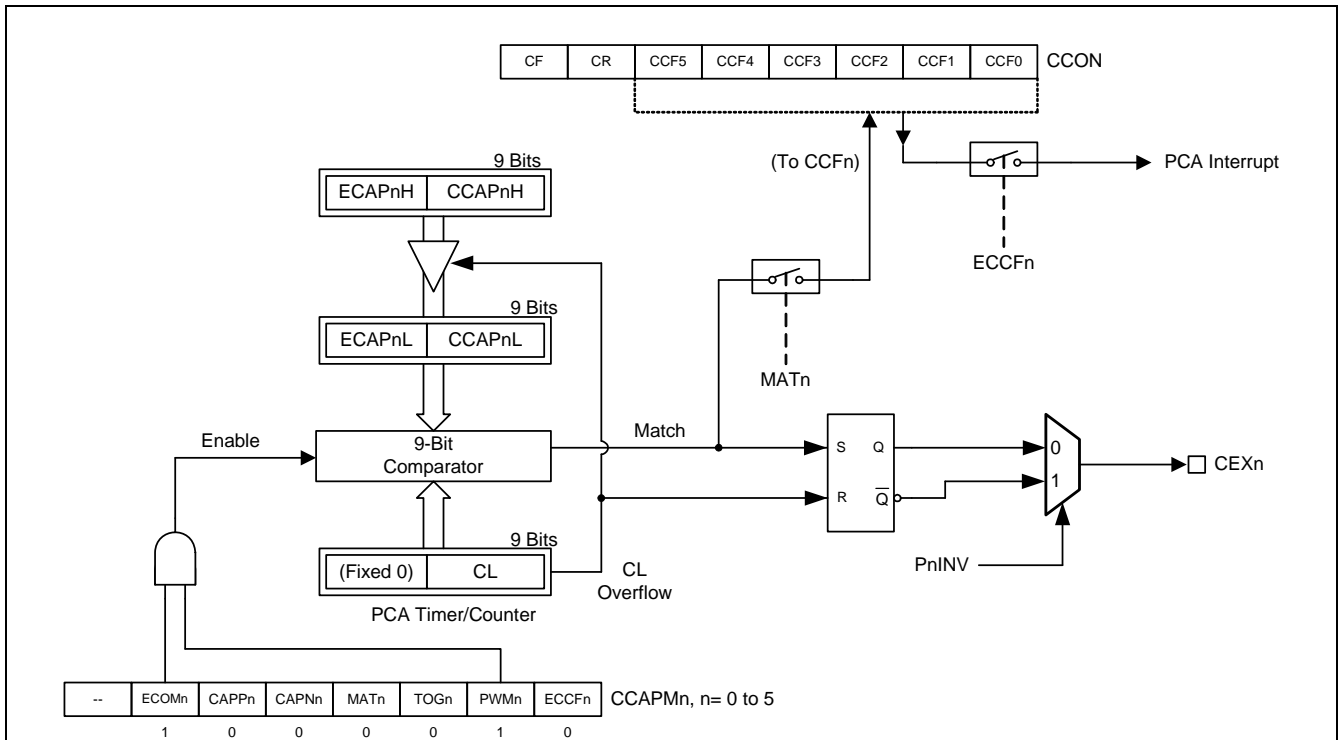 CF CR CCF5 CCF4 CCF3 CCF2 CCF1 CCF0 CCON
(To CCFn)
PCA Interrupt
ECCFn
9 Bits
ECAPnH CCAPnH
9 Bits
ECAPnL CCAPnL
MATn
Enable
9-Bit
Comparator
Match
S Q
R Q
0
1
CEXn
PnINV
9 Bits
(Fixed 0) CL
CL
Overflow
PCA Timer/Counter
-- ECOMn CAPPn CAPNn MATn TOGn PWMn ECCFn CCAPMn, n= 0 to 5
1 0 0 0 0 1 0